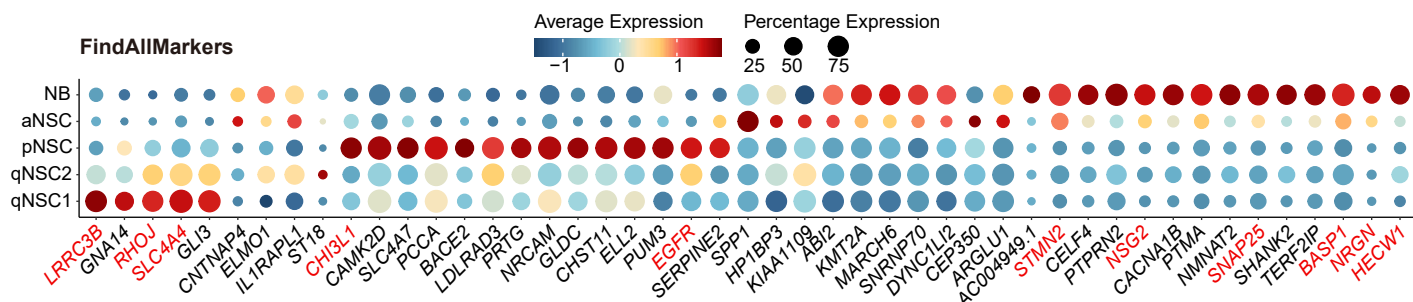 Average Expression
Percentage Expression
FindAllMarkers
−1 0 1
25 50 75
NB
aNSC
pNSC
qNSC2
qNSC1
LRRC3B
GNA14
RHOJ
SLC4A4
GLI3
CNTNAP4
ELMO1
IL1RAPL1
ST18
CHI3L1
CAMK2D
SLC4A7
PCCA
BACE2
LDLRAD3
PRTG
NRCAM
GLDC
CHST11
ELL2
PUM3
EGFR
SERPINE2
SPP1
HP1BP3
KIAA1109
ABI2
KMT2A
MARCH6
SNRNP70
DYNC1LI2
CEP350
ARGLU1
AC004949.1
STMN2
CELF4
PTPRN2
NSG2
CACNA1B
PTMA
NMNAT2
SNAP25
SHANK2
TERF2IP
BASP1
NRGN
HECW1